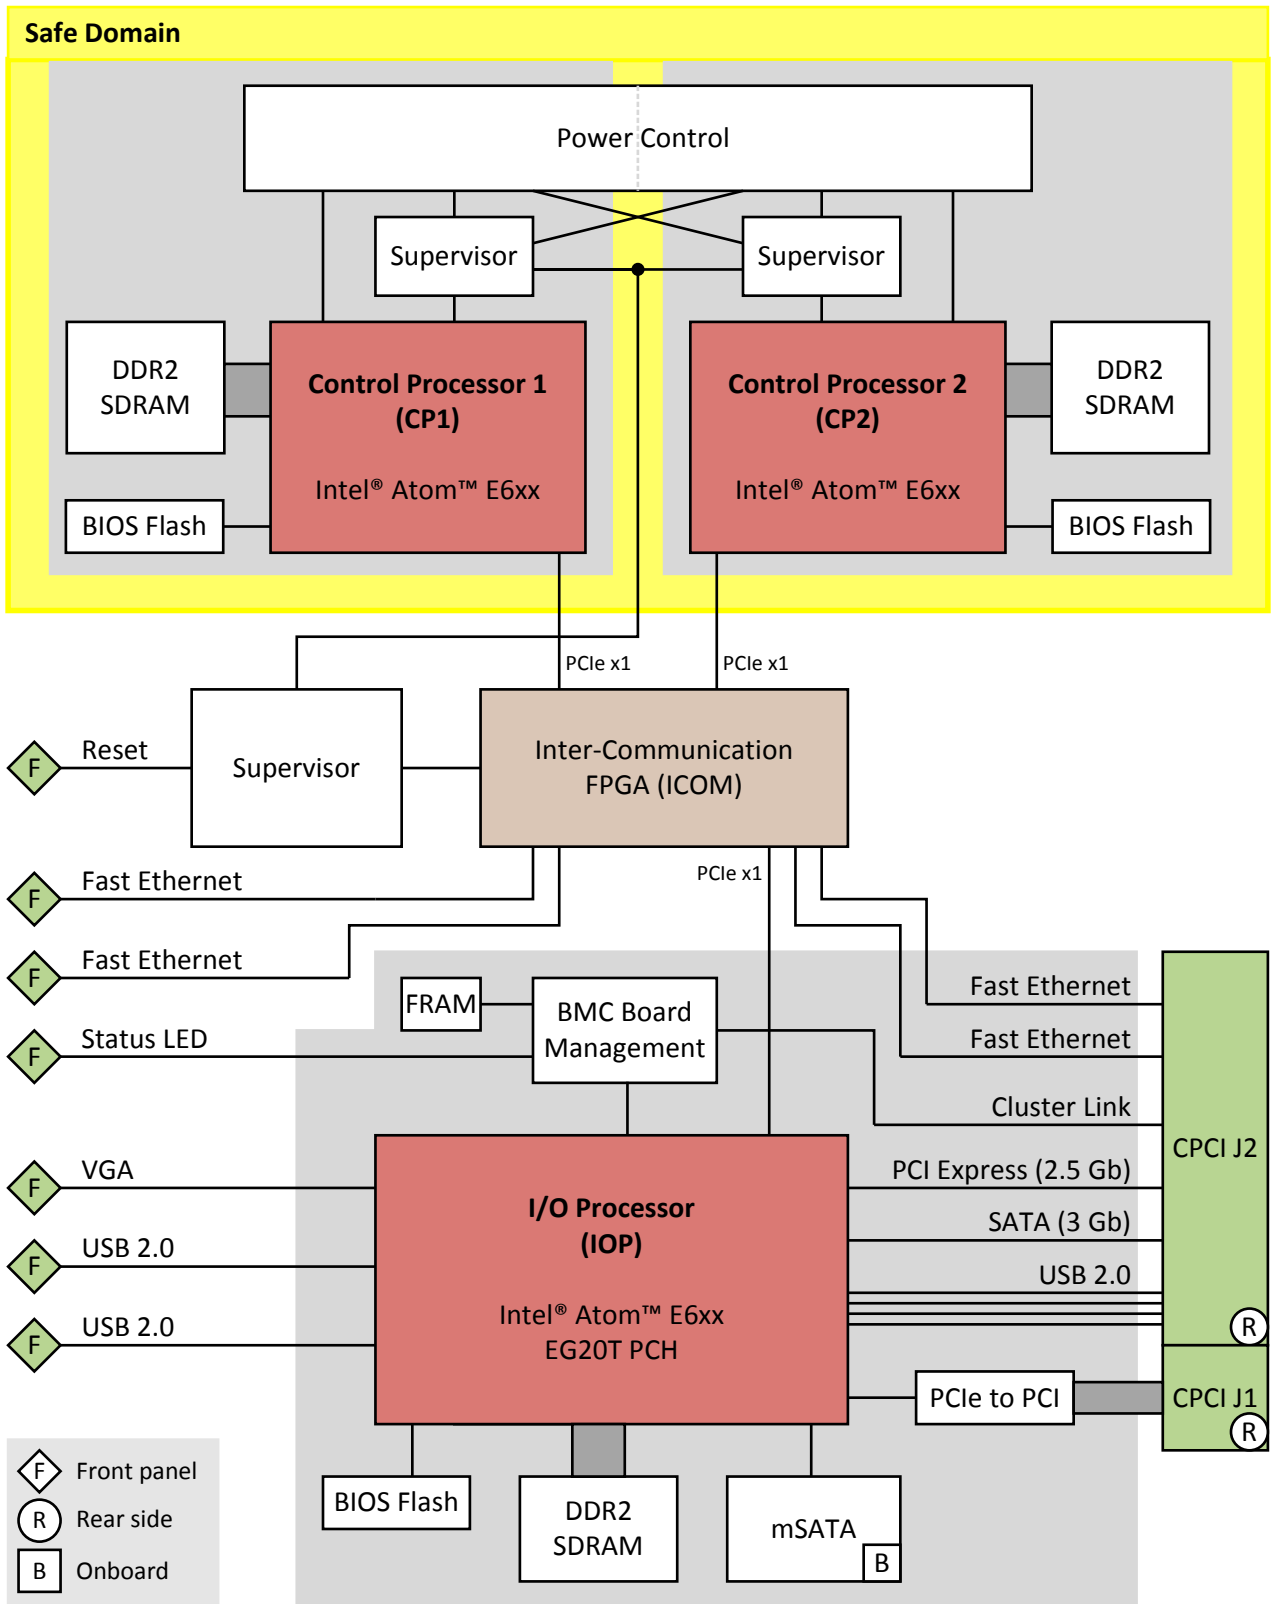 Safe Domain
Power Control
Supervisor
Supervisor
DDR2
SDRAM
Control Processor 1
(CP1)
Intel® Atom™ E6xx
Control Processor 2
(CP2)
Intel® Atom™ E6xx
DDR2
SDRAM
BIOS Flash
BIOS Flash
PCIe x1
PCIe x1
F
Reset
Supervisor
Inter-Communication
FPGA (ICOM)
PCIe x1
F
Fast Ethernet
F
Fast Ethernet
FRAM
BMC Board
Management
Fast Ethernet
F
Status LED
Fast Ethernet
Cluster Link
CPCI J2
F
VGA
I/O Processor
(IOP)
Intel® Atom™ E6xx
EG20T PCH
PCI Express (2.5 Gb)
SATA (3 Gb)
F
USB 2.0
USB 2.0
F
USB 2.0
R
PCIe to PCI
CPCI J1
R
BIOS Flash
DDR2
SDRAM
mSATA
B
F Front panel
R Rear side
B Onboard